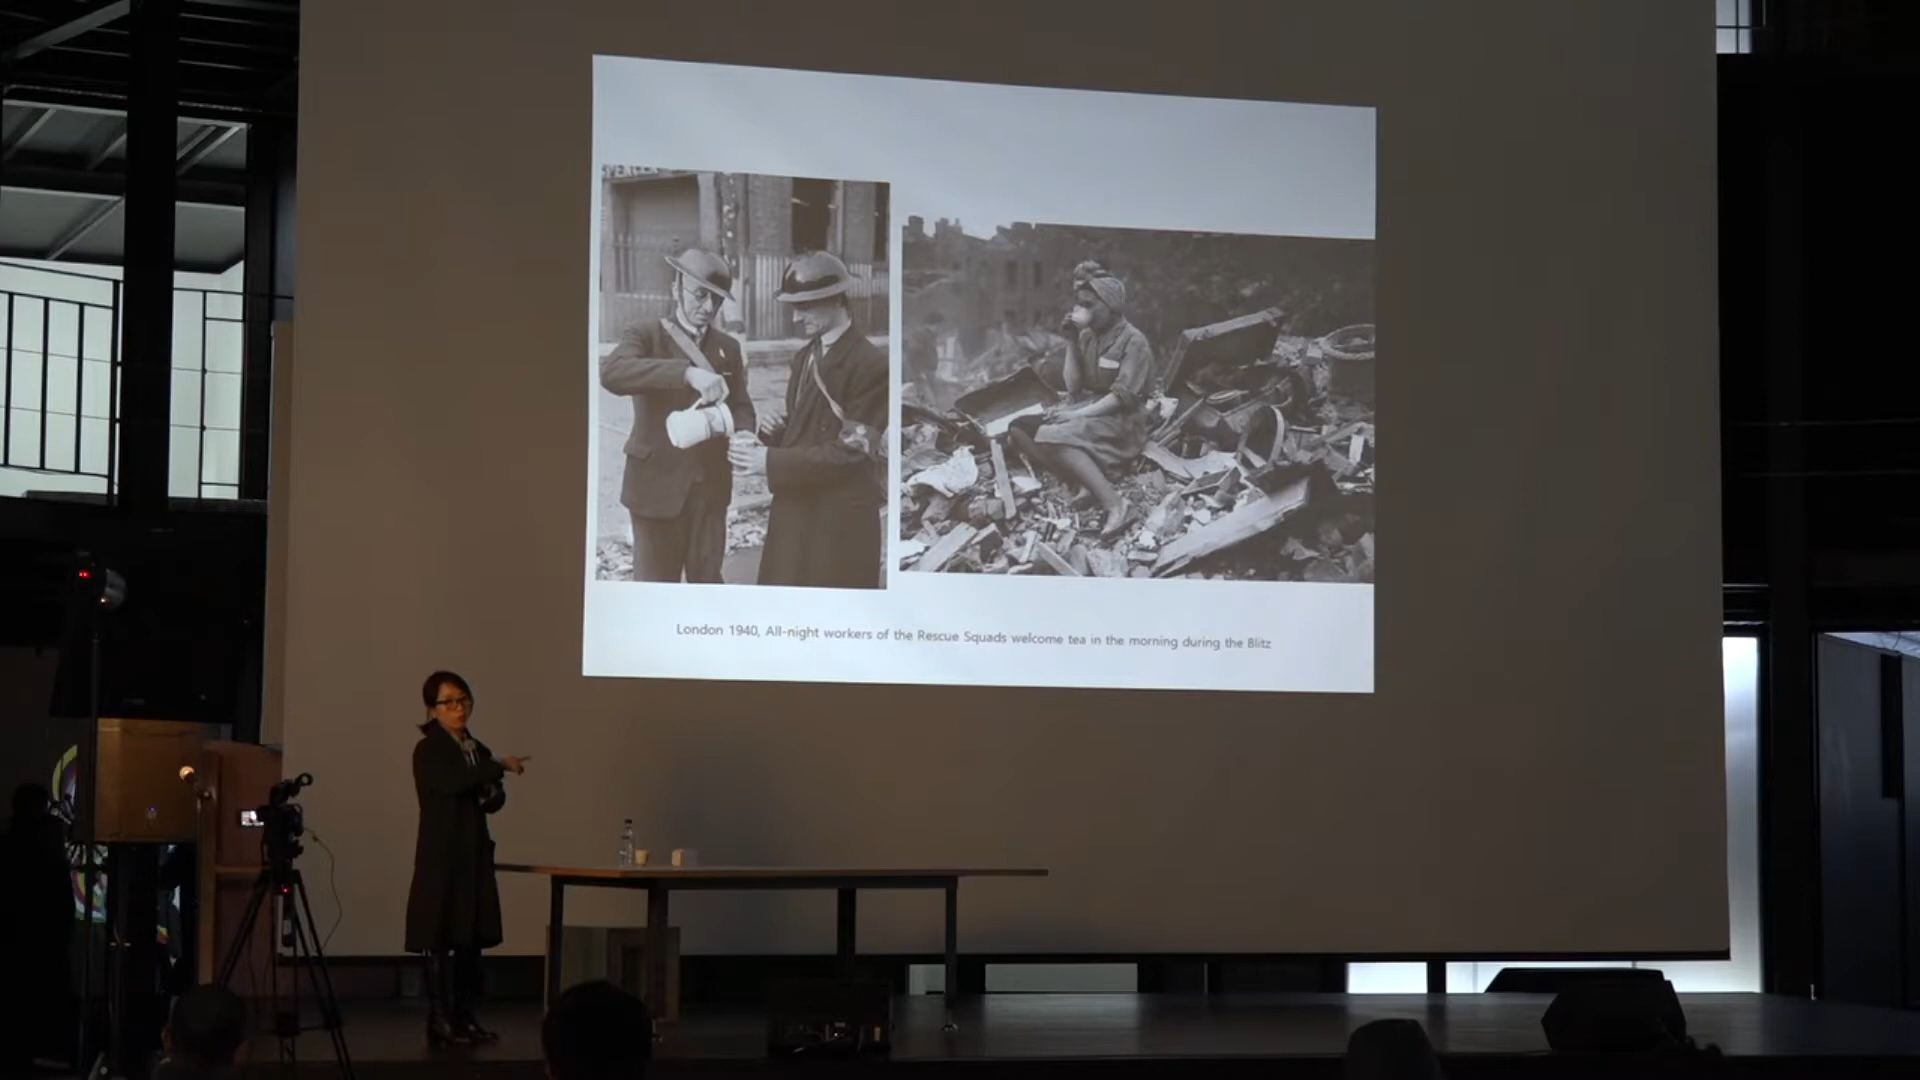 London 1940, All-night workers of the Rescue Squads welcome tea in the morning during the Blitz